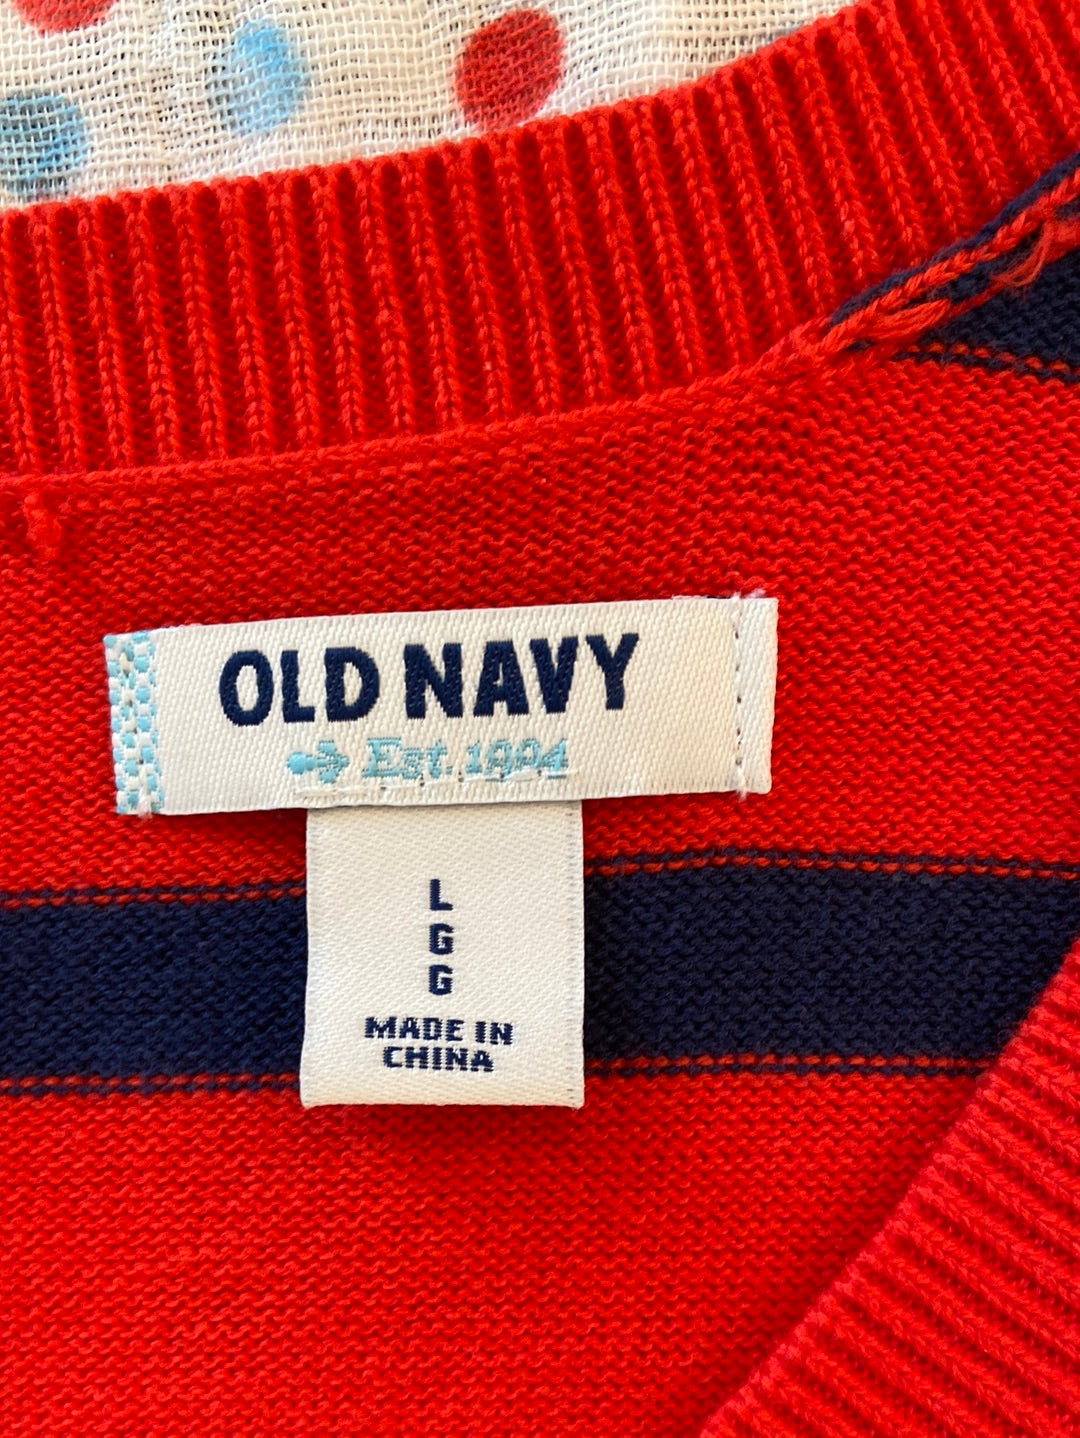 OLD NAVY
Est. 1994
L
G
G
MADE IN
CHINA